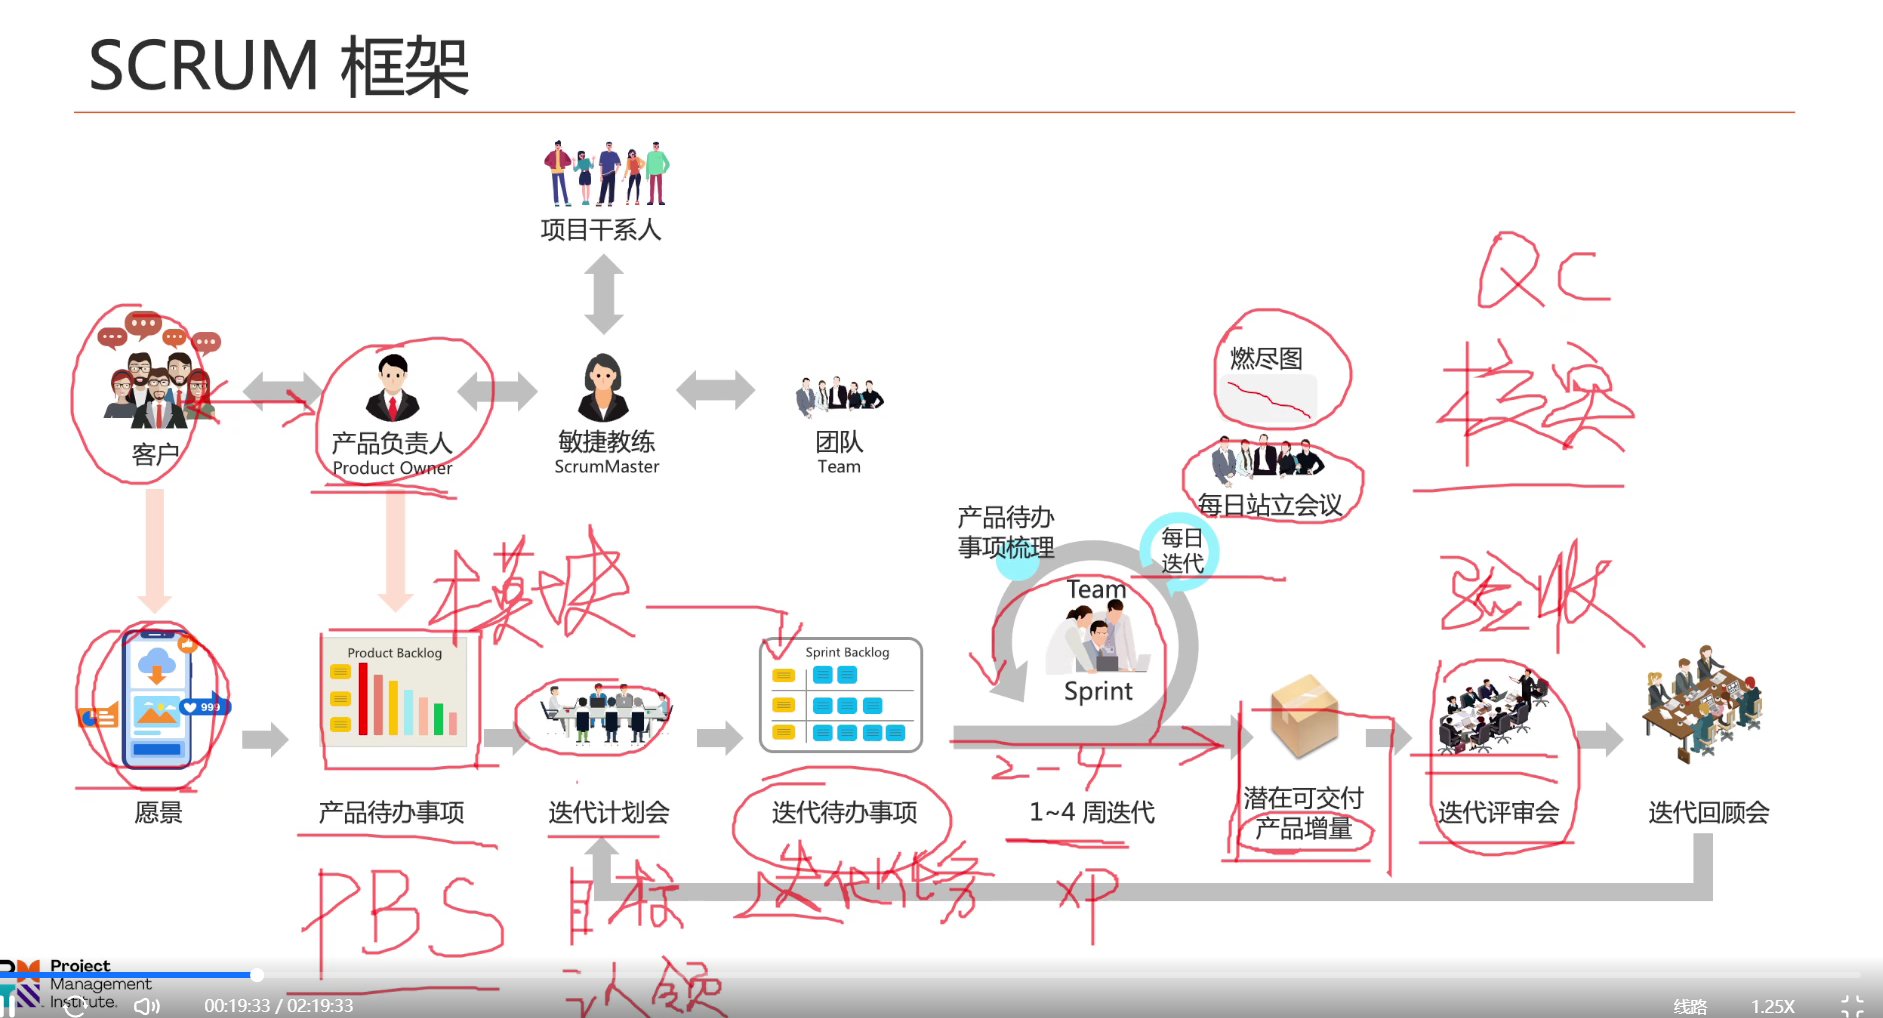 SCRUM 框架
项目干系人
QC
燃尽图
客户
产品负责人
Product Owner
敏捷教练
ScrumMaster
团队
Team
每日站立会议
产品待办
事项梳理
每日
迭代
模块
验收
Team
Sprint
Product Backlog
Sprint Backlog
999
2-4
愿景
产品待办事项
迭代计划会
迭代待办事项
1~4 周迭代
潜在可交付
产品增量
迭代评审会
迭代回顾会
PBS
目标
迭代任务
XP
认领
Project
Management
Institute.
00:19:33 / 02:19:33
线路
1.25X